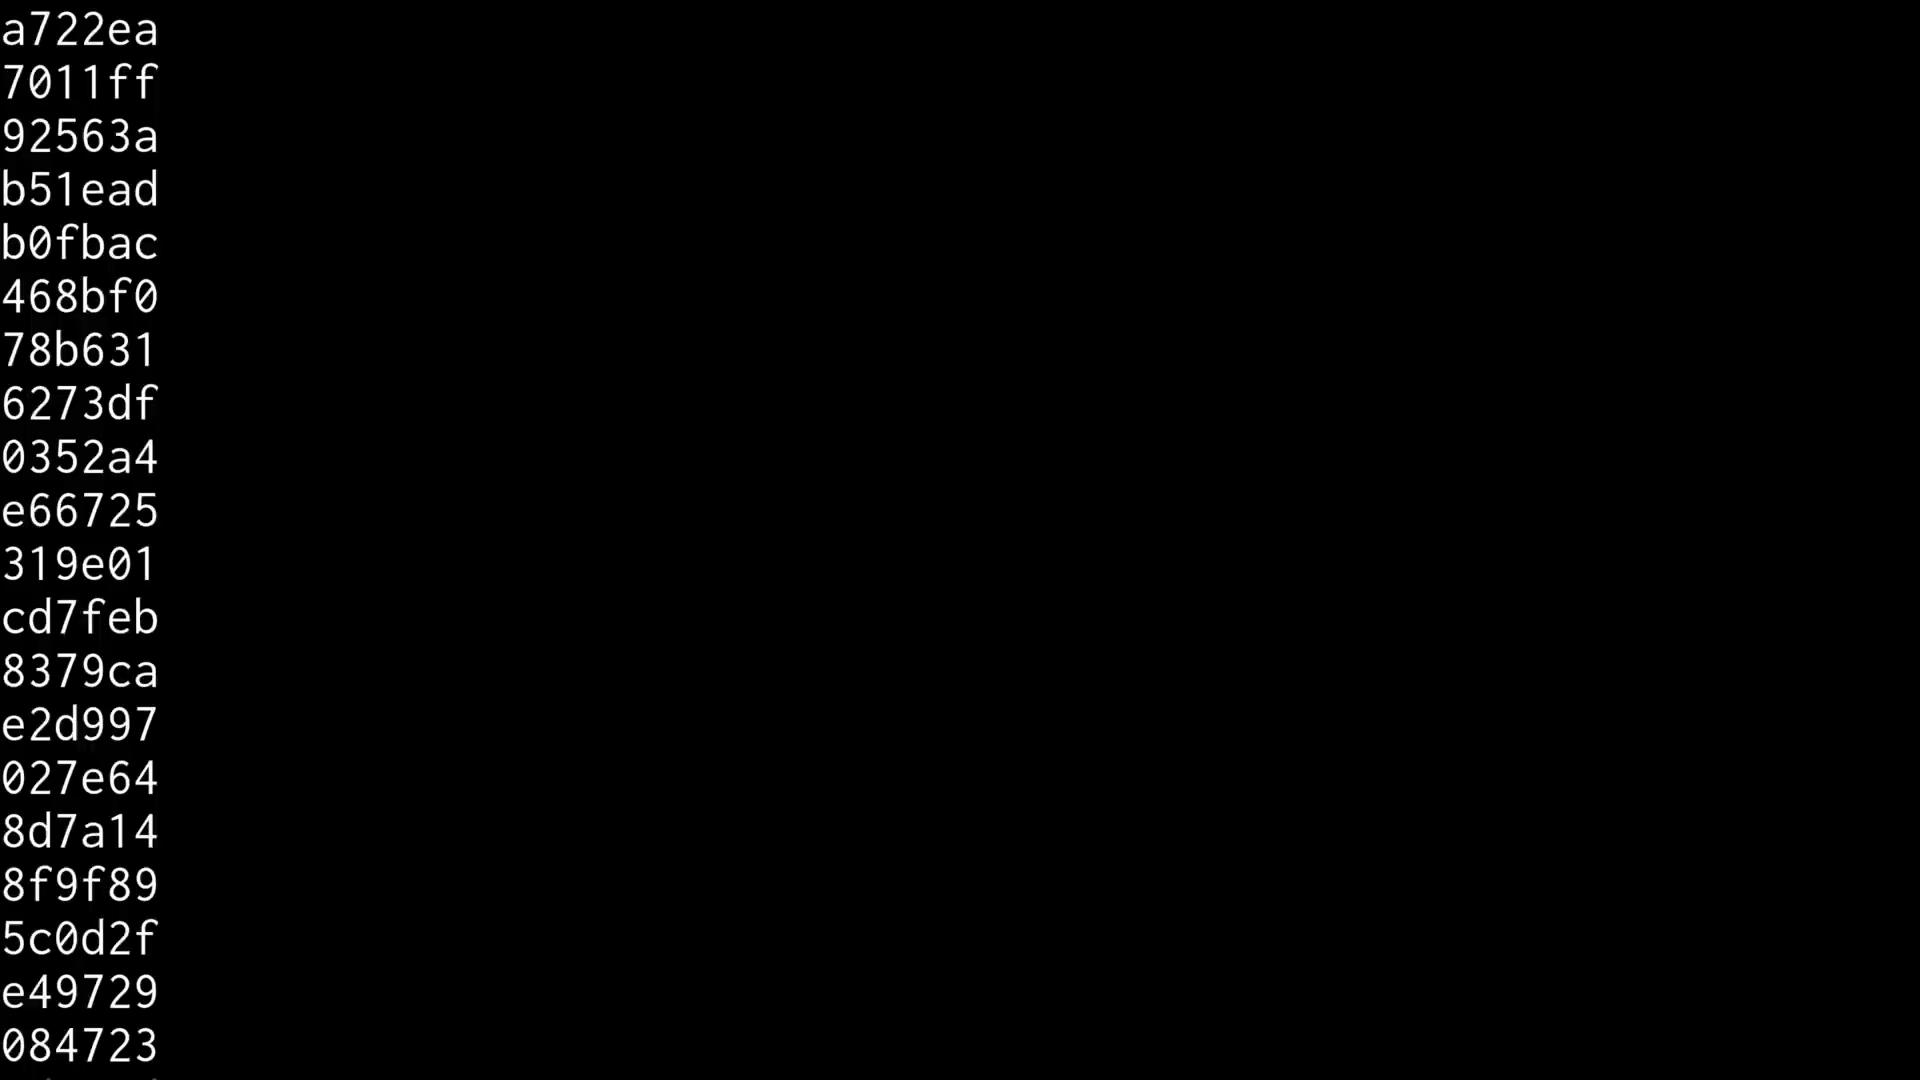 a722ea
7011ff
92563a
b51ead
b0fbac
468bf0
78b631
6273df
0352a4
e66725
319e01
cd7feb
8379ca
e2d997
027e64
8d7a14
8f9f89
5c0d2f
e49729
084723